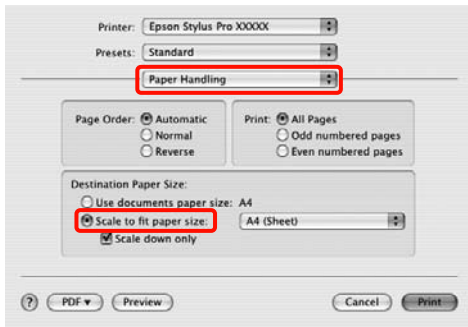 Printer: Epson Stylus Pro XXXXX
Presets: Standard
Paper Handling
Page Order: Automatic
Normal
Reverse
Print: All Pages
Odd numbered pages
Even numbered pages
Destination Paper Size:
Use documents paper size: A4
Scale to fit paper size: A4 (Sheet)
Scale down only
? PDF ▼ Preview Cancel Print